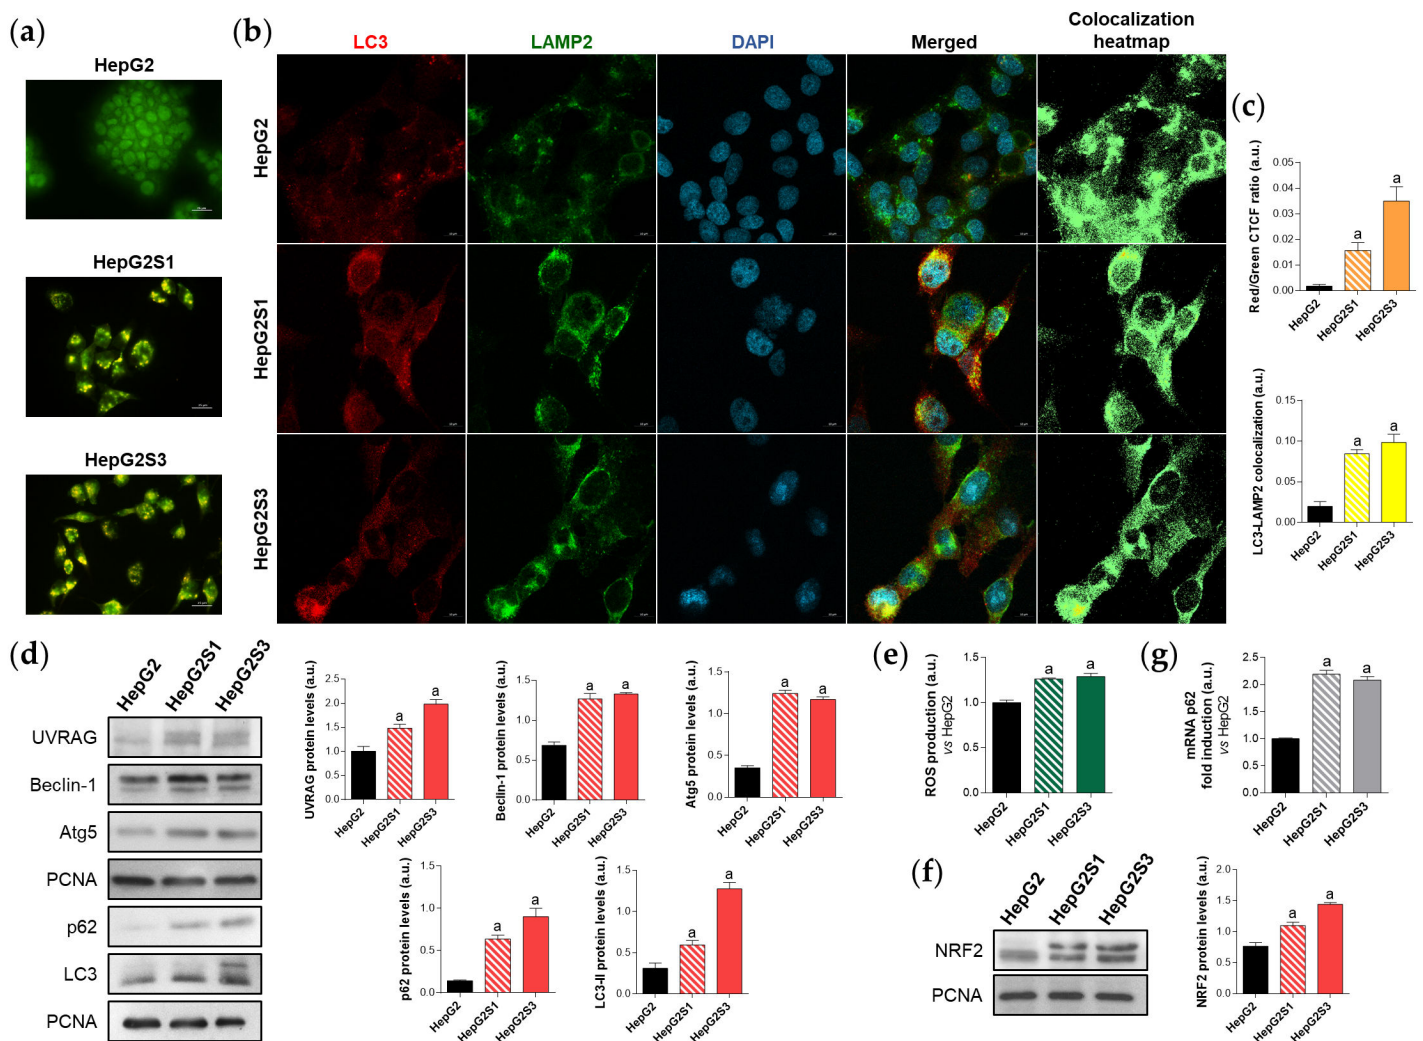 (a)
HepG2
HepG2S1
HepG2S3
(b)
LC3
LAMP2
DAPI
Merged
Colocalization
heatmap
HepG2
HepG2S1
HepG2S3
(c)
Red/Green CTCF ratio (a.u.)
0.05
0.04
0.03
0.02
0.01
0.00
a
a
HepG2
HepG2S1
HepG2S3
LC3-LAMP2 colocalization (a.u.)
0.15
0.10
0.05
0.00
a
a
HepG2
HepG2S1
HepG2S3
(d)
HepG2
HepG2S1
HepG2S3
UVRAG
Beclin-1
Atg5
PCNA
p62
LC3
PCNA
UVRAG protein levels (a.u.)
2.5
2.0
1.5
1.0
0.5
0.0
a
a
HepG2
HepG2S1
HepG2S3
Beclin-1 protein levels (a.u.)
1.5
1.0
0.5
0.0
a
a
HepG2
HepG2S1
HepG2S3
Atg5 protein levels (a.u.)
1.5
1.0
0.5
0.0
a
a
HepG2
HepG2S1
HepG2S3
p62 protein levels (a.u.)
1.5
1.0
0.5
0.0
a
a
HepG2
HepG2S1
HepG2S3
LC3-II protein levels (a.u.)
1.5
1.0
0.5
0.0
a
a
HepG2
HepG2S1
HepG2S3
(e)
ROS production (a.u.)
vs HepG2
1.5
1.0
0.5
0.0
a
a
HepG2
HepG2S1
HepG2S3
(g)
mRNA p62
fold induction (a.u.)
vs HepG2
2.5
2.0
1.5
1.0
0.5
0.0
a
a
HepG2
HepG2S1
HepG2S3
(f)
HepG2
HepG2S1
HepG2S3
NRF2
PCNA
NRF2 protein levels (a.u.)
2.0
1.5
1.0
0.5
0.0
a
a
HepG2
HepG2S1
HepG2S3